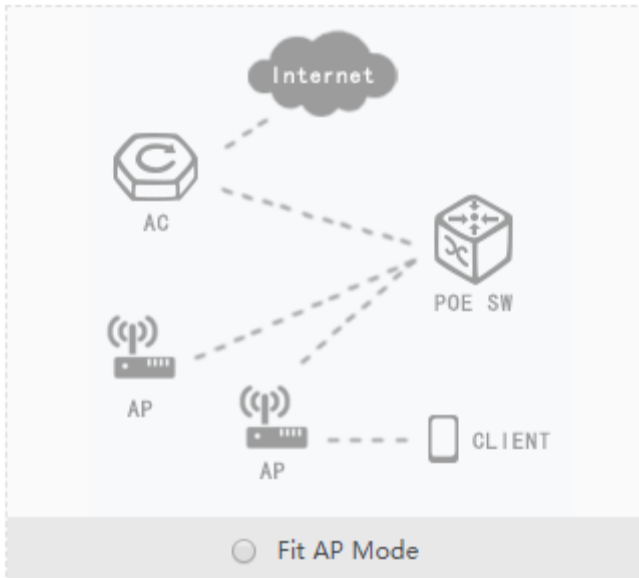 Internet
AC
POE SW
AP
AP
CLIENT
Fit AP Mode